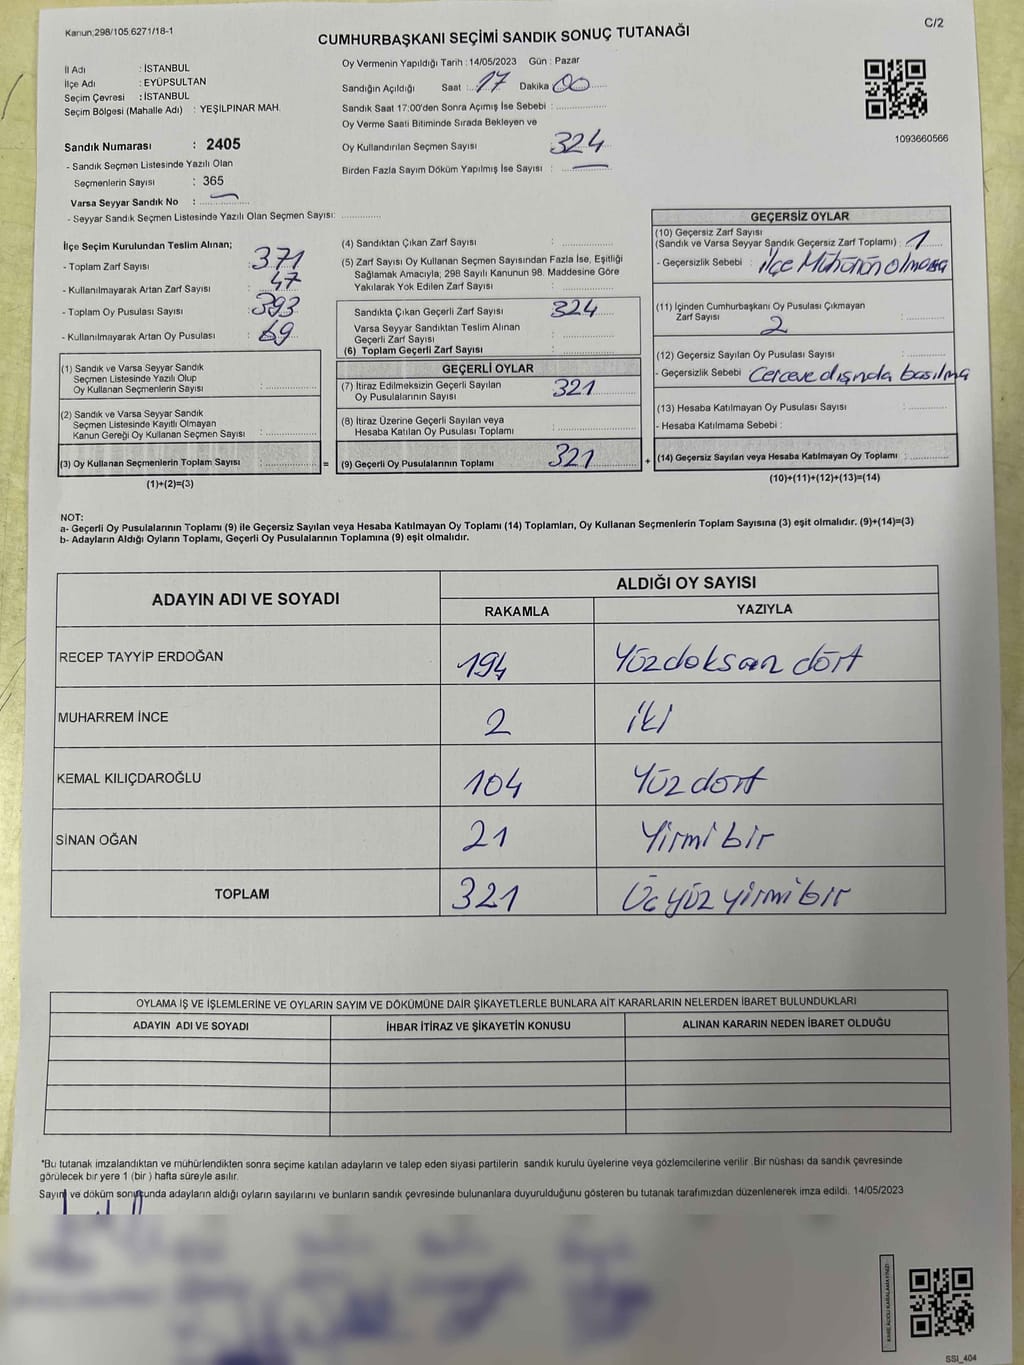 Kanun;298/105,6271/18-1
C/2
CUMHURBAŞKANI SEÇİMİ SANDIK SONUÇ TUTANAĞI
İl Adı : İSTANBUL
İlçe Adı : EYÜPSULTAN
Seçim Çevresi : İSTANBUL
Seçim Bölgesi (Mahalle Adı) : YEŞİLPINAR MAH.
Sandık Numarası : 2405
- Sandık Seçmen Listesinde Yazılı Olan
Seçmenlerin Sayısı : 365
Varsa Seyyar Sandık No :
- Seyyar Sandık Seçmen Listesinde Yazılı Olan Seçmen Sayısı:
Oy Vermenin Yapıldığı Tarih : 14/05/2023 Gün : Pazar
Sandığın Açıldığı Saat : 17 Dakika 00
Sandık Saat 17:00'den Sonra Açımış İse Sebebi :
Oy Verme Saati Bitiminde Sırada Bekleyen ve
Oy Kullandırılan Seçmen Sayısı 324
Birden Fazla Sayım Döküm Yapılmış İse Sayısı :
1093660566
İlçe Seçim Kurulundan Teslim Alınan;
- Toplam Zarf Sayısı : 371
- Kullanılmayarak Artan Zarf Sayısı : 47
- Toplam Oy Pusulası Sayısı : 393
- Kullanılmayarak Artan Oy Pusulası : 69
(1) Sandık ve Varsa Seyyar Sandık
Seçmen Listesinde Yazılı Olup
Oy Kullanan Seçmenlerin Sayısı :
(2) Sandık ve Varsa Seyyar Sandık
Seçmen Listesinde Kayıtlı Olmayan
Kanun Gereği Oy Kullanan Seçmen Sayısı :
(3) Oy Kullanan Seçmenlerin Toplam Sayısı : =
(1)+(2)=(3)
(4) Sandıktan Çıkan Zarf Sayısı :
(5) Zarf Sayısı Oy Kullanan Seçmen Sayısından Fazla İse, Eşitliği
Sağlamak Amacıyla; 298 Sayılı Kanunun 98. Maddesine Göre
Yakılarak Yok Edilen Zarf Sayısı :
Sandıkta Çıkan Geçerli Zarf Sayısı 324
Varsa Seyyar Sandıktan Teslim Alınan
Geçerli Zarf Sayısı :
(6) Toplam Geçerli Zarf Sayısı :
GEÇERLİ OYLAR
(7) İtiraz Edilmeksizin Geçerli Sayılan
Oy Pusulalarının Sayısı 321
(8) İtiraz Üzerine Geçerli Sayılan veya
Hesaba Katılan Oy Pusulası Toplamı :
(9) Geçerli Oy Pusulalarının Toplamı 321 +
GEÇERSİZ OYLAR
(10) Geçersiz Zarf Sayısı
(Sandık ve Varsa Seyyar Sandık Geçersiz Zarf Toplamı) : 1
- Geçersizlik Sebebi : İlçe Mührünün olmaması
(11) İçinden Cumhurbaşkanı Oy Pusulası Çıkmayan
Zarf Sayısı 2 :
(12) Geçersiz Sayılan Oy Pusulası Sayısı :
- Geçersizlik Sebebi Cerceve dışında basılma
(13) Hesaba Katılmayan Oy Pusulası Sayısı :
- Hesaba Katılmama Sebebi :
(14) Geçersiz Sayılan veya Hesaba Katılmayan Oy Toplamı :
(10)+(11)+(12)+(13)=(14)
NOT:
a- Geçerli Oy Pusulalarının Toplamı (9) ile Geçersiz Sayılan veya Hesaba Katılmayan Oy Toplamı (14) Toplamları, Oy Kullanan Seçmenlerin Toplam Sayısına (3) eşit olmalıdır. (9)+(14)=(3)
b- Adayların Aldığı Oyların Toplamı, Geçerli Oy Pusulalarının Toplamına (9) eşit olmalıdır.
ADAYIN ADI VE SOYADI
ALDIĞI OY SAYISI
RAKAMLA YAZIYLA
RECEP TAYYİP ERDOĞAN 194 Yüzdoksan dört
MUHARREM İNCE 2 iki
KEMAL KILIÇDAROĞLU 104 Yüz dört
SİNAN OĞAN 21 Yirmi bir
TOPLAM 321 Üç yüz yirmi bir
OYLAMA İŞ VE İŞLEMLERİNE VE OYLARIN SAYIM VE DÖKÜMÜNE DAİR ŞİKAYETLERLE BUNLARA AİT KARARLARIN NELERDEN İBARET BULUNDUKLARI
ADAYIN ADI VE SOYADI İHBAR İTİRAZ VE ŞİKAYETİN KONUSU ALINAN KARARIN NEDEN İBARET OLDUĞU
*Bu tutanak imzalandıktan ve mühürlendikten sonra seçime katılan adayların ve talep eden siyasi partilerin sandık kurulu üyelerine veya gözlemcilerine verilir .Bir nüshası da sandık çevresinde
görülecek bir yere 1 (bir ) hafta süreyle asılır.
Sayım ve döküm sonucunda adayların aldığı oyların sayılarını ve bunların sandık çevresinde bulunanlara duyurulduğunu gösteren bu tutanak tarafımızdan düzenlenerek imza edildi. 14/05/2023
KARE KODU KARALAMAYINIZ!
SSI_404